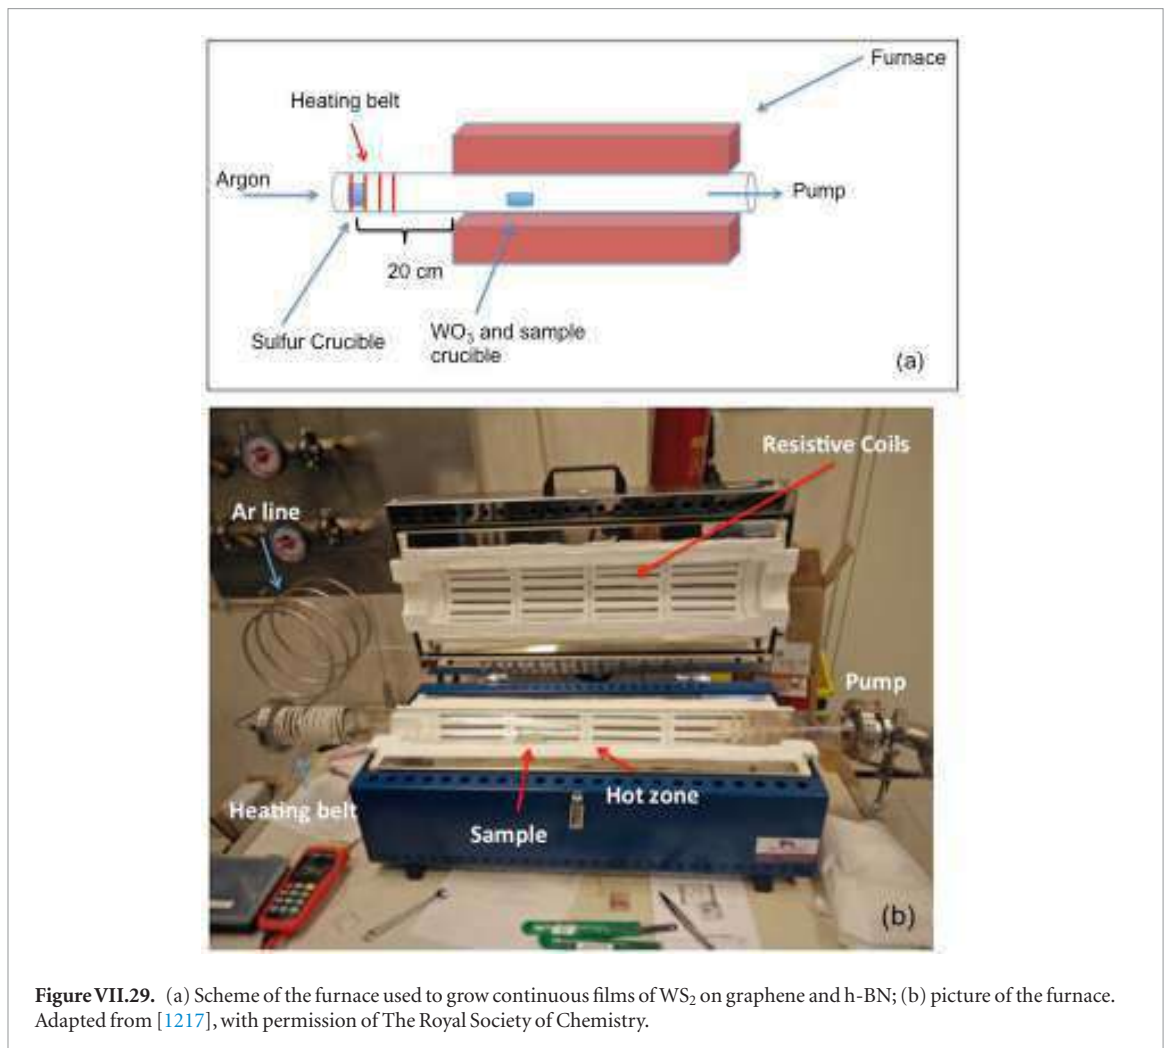 Furnace
Heating belt
Argon
Pump
20 cm
Sulfur Crucible
WO₃ and sample
crucible
(a)
Resistive Coils
Ar line
Pump
Heating belt
Hot zone
Sample
(b)
Figure VII.29. (a) Scheme of the furnace used to grow continuous films of WS₂ on graphene and h-BN; (b) picture of the furnace.
Adapted from [1217], with permission of The Royal Society of Chemistry.